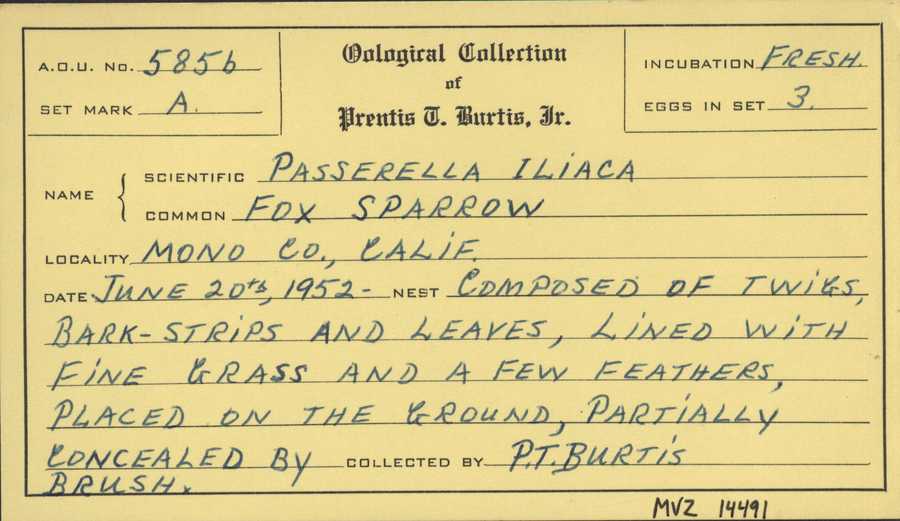 A.O.U. No. 585b
SET MARK A.
Oological Collection
of
Prentis T. Burtis, Jr.
INCUBATION FRESH.
EGGS IN SET 3.
NAME
SCIENTIFIC PASSERELLA ILIACA
COMMON FOX SPARROW
LOCALITY MONO CO., CALIF.
DATE JUNE 20th, 1952- NEST COMPOSED OF TWIGS,
BARK-STRIPS AND LEAVES, LINED WITH
FINE GRASS AND A FEW FEATHERS,
PLACED ON THE GROUND, PARTIALLY
CONCEALED BY COLLECTED BY P.T. BURTIS
BRUSH.
MVZ 14491